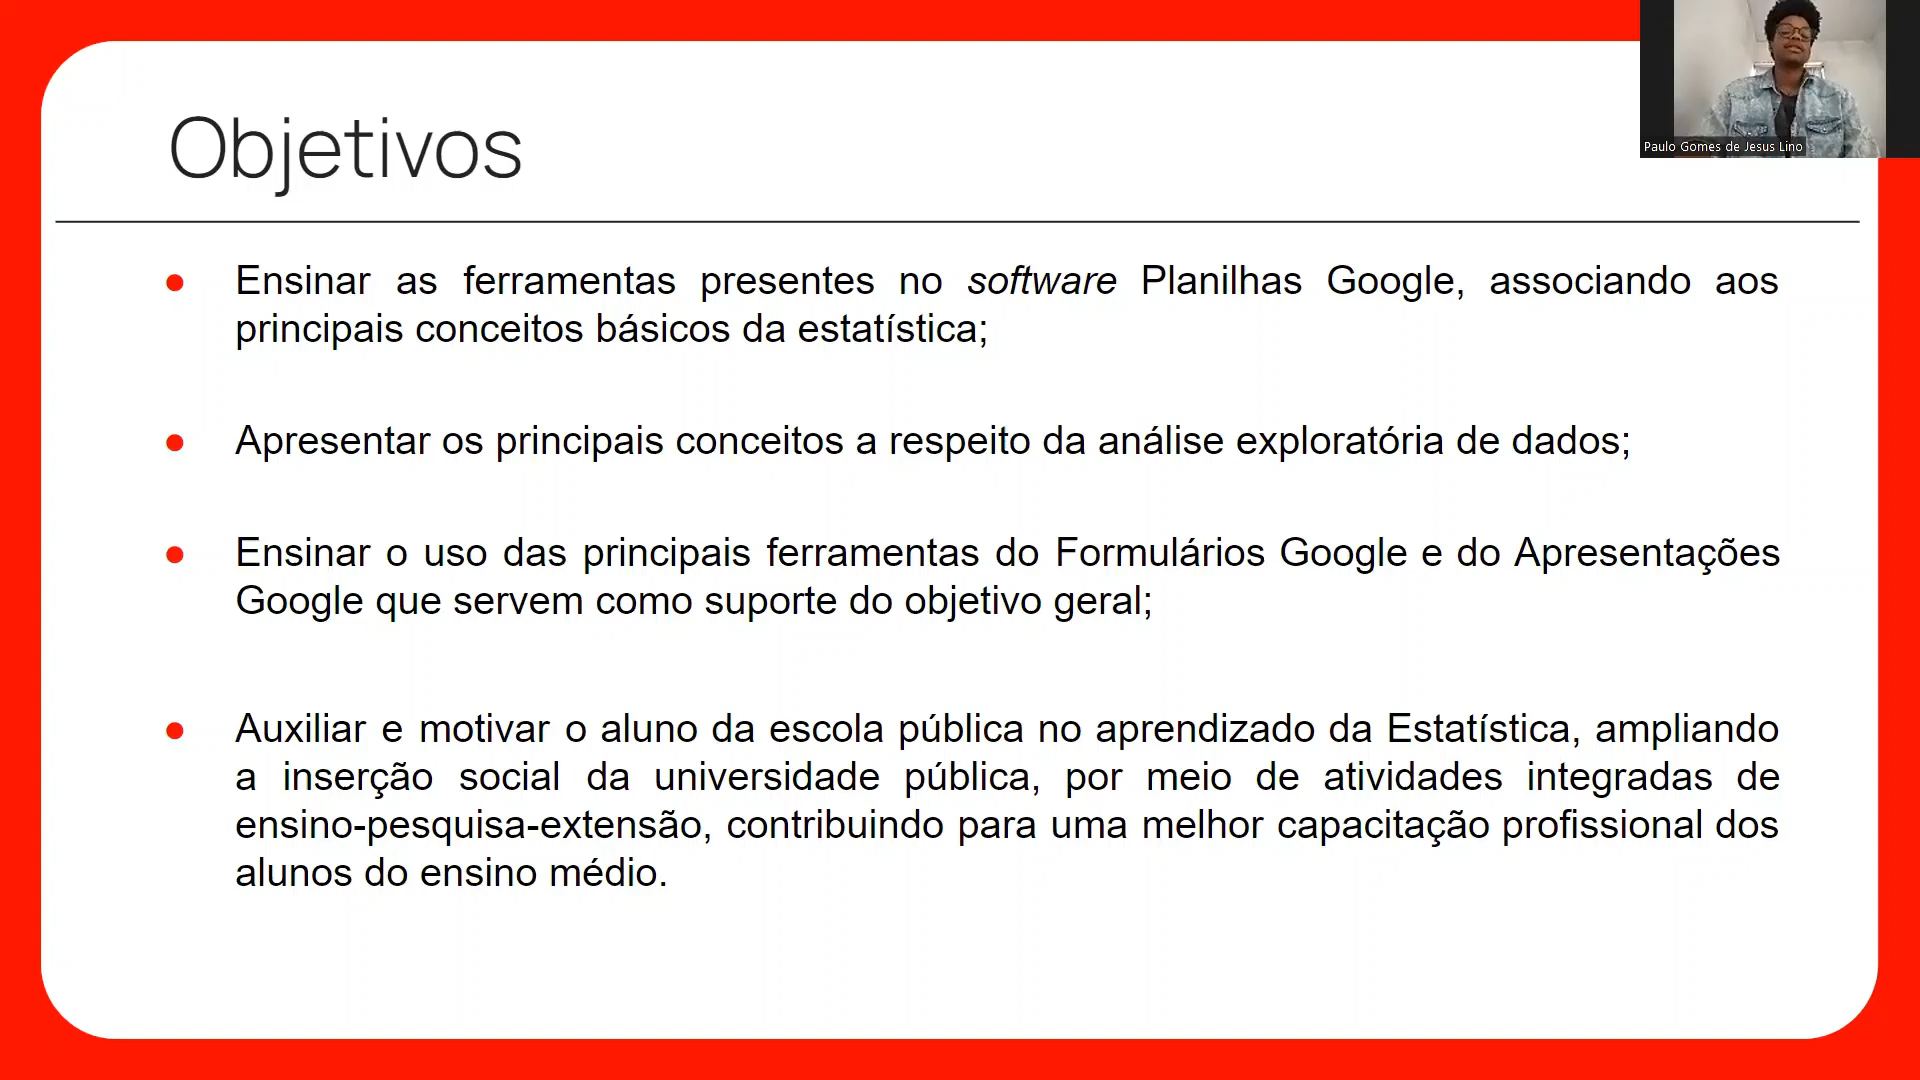 Objetivos
Paulo Gomes de Jesus Lino
● Ensinar as ferramentas presentes no software Planilhas Google, associando aos
principais conceitos básicos da estatística;
● Apresentar os principais conceitos a respeito da análise exploratória de dados;
● Ensinar o uso das principais ferramentas do Formulários Google e do Apresentações
Google que servem como suporte do objetivo geral;
● Auxiliar e motivar o aluno da escola pública no aprendizado da Estatística, ampliando
a inserção social da universidade pública, por meio de atividades integradas de
ensino-pesquisa-extensão, contribuindo para uma melhor capacitação profissional dos
alunos do ensino médio.